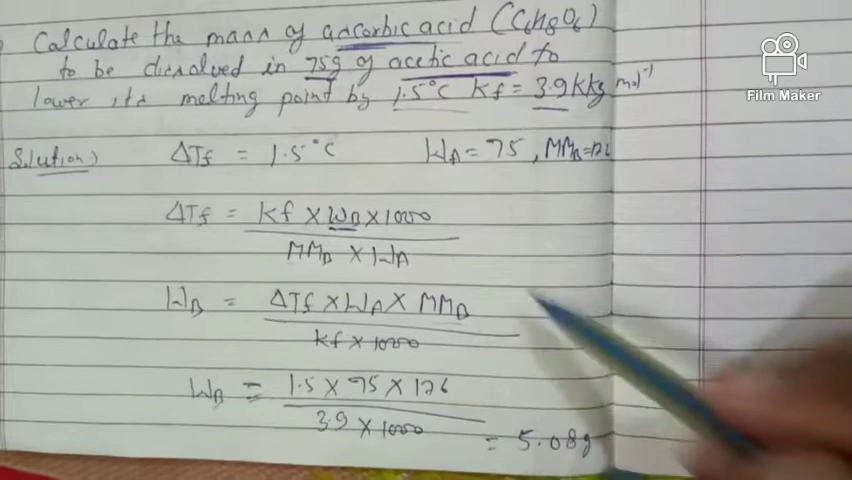 Calculate the mass of ascorbic acid (C6H8O6)
to be dissolved in 75g of acetic acid to
lower its melting point by 1.5°C Kf = 3.9 K kg mol⁻¹
Film Maker
Solution) ΔTf = 1.5°C WA = 75, MMB=176
ΔTf = Kf × WB × 1000
MMB × WA
WB = ΔTf × WA × MMB
Kf × 1000
WB = 1.5 × 75 × 176
3.9 × 1000
= 5.08g